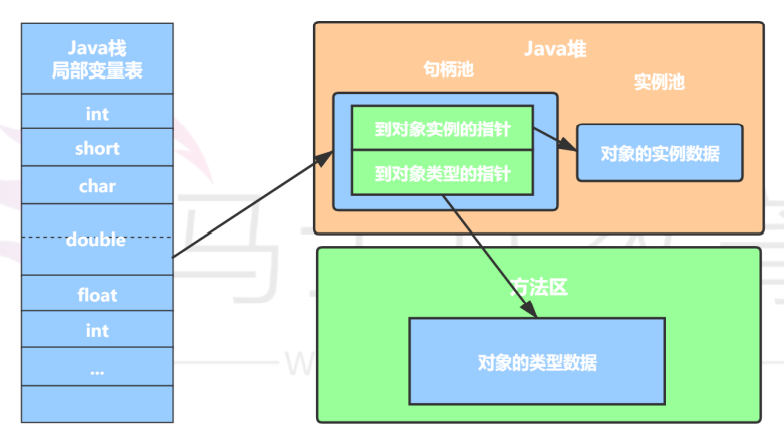 Java栈
局部变量表
int
short
char
double
float
int
...
Java堆
句柄池
实例池
到对象实例的指针
到对象类型的指针
对象的实例数据
方法区
对象的类型数据